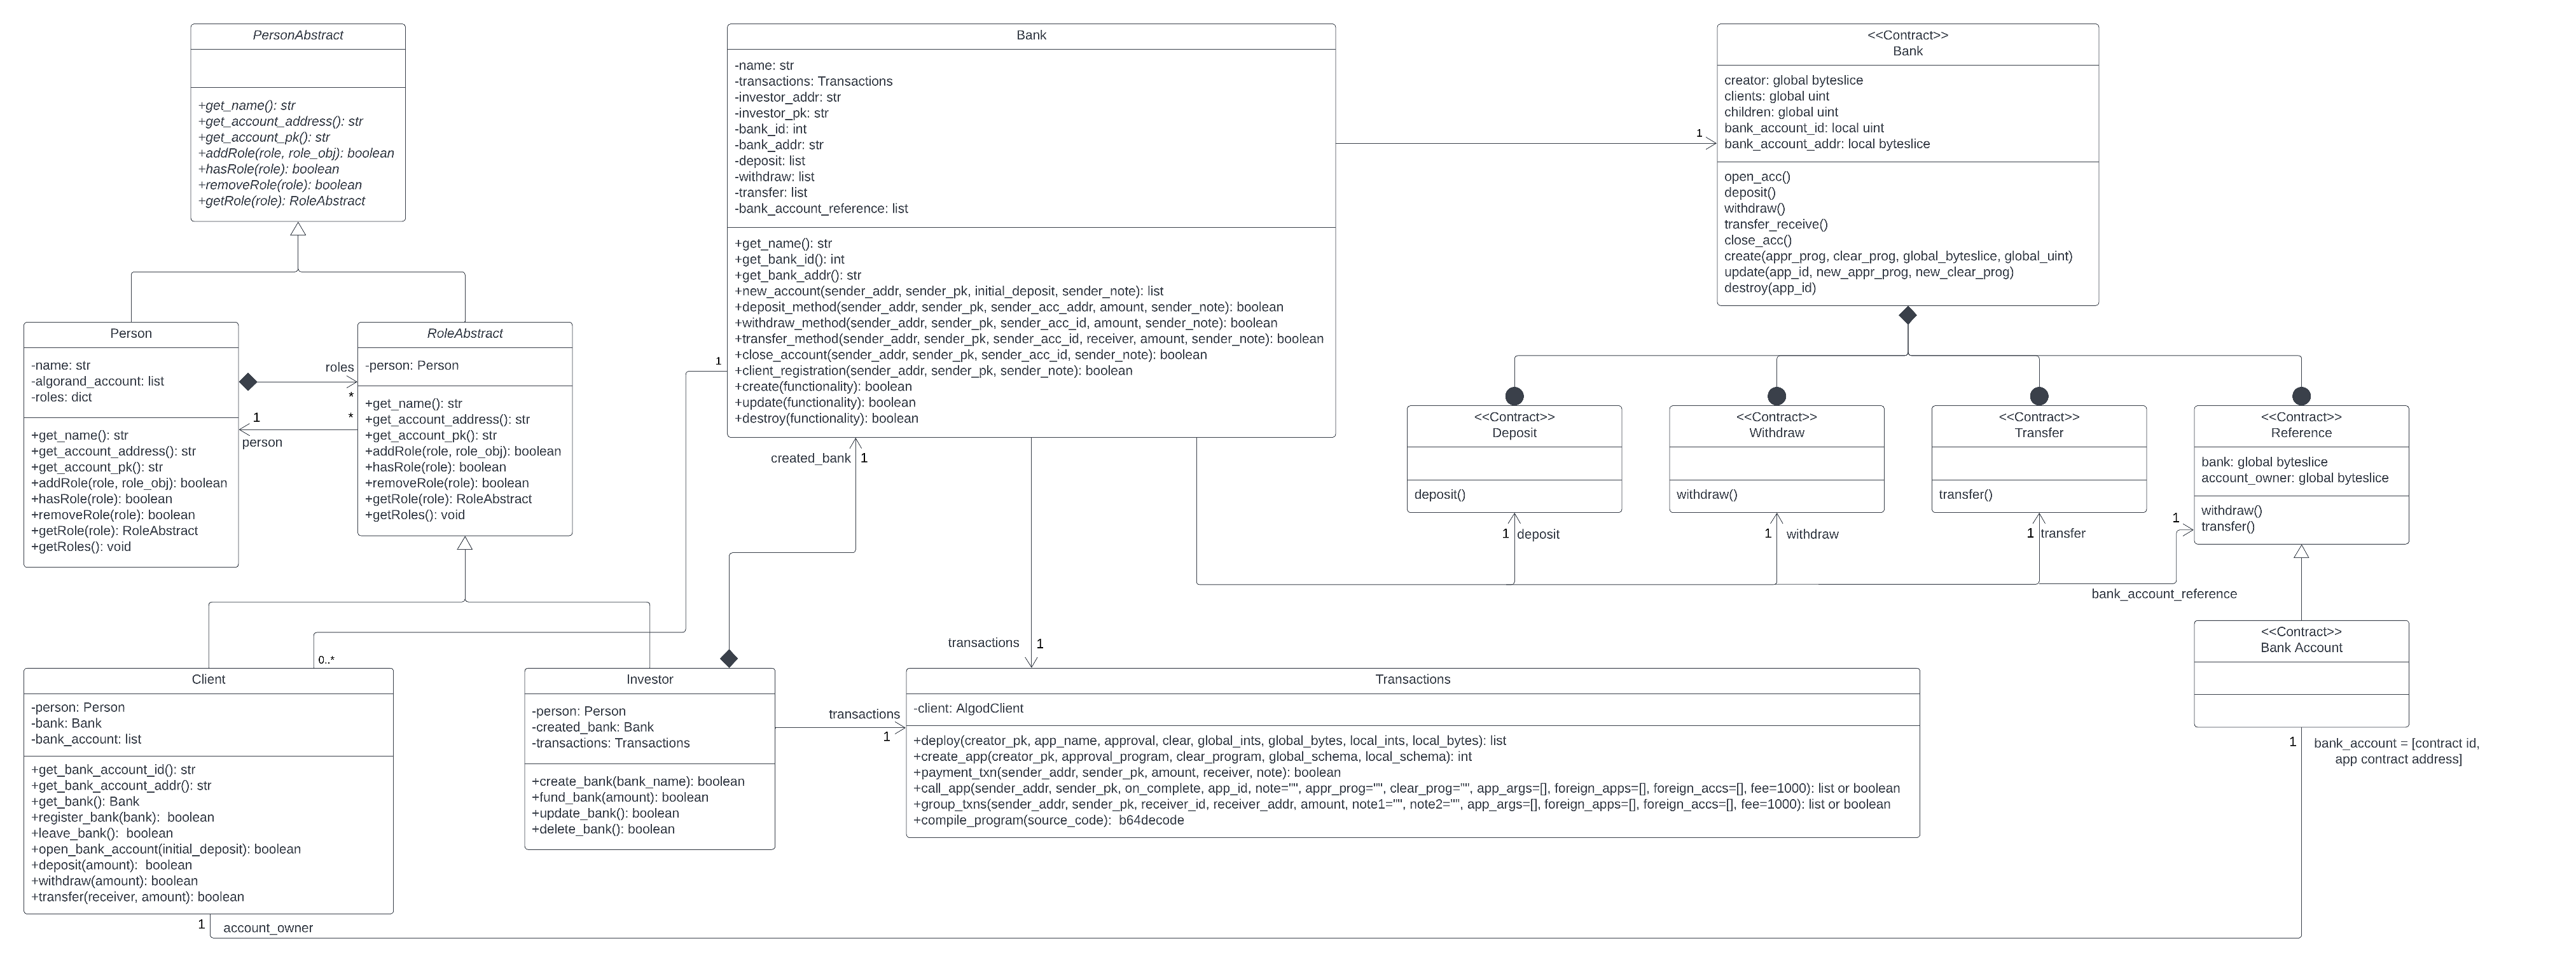 PersonAbstract
+get_name(): str
+get_account_address(): str
+get_account_pk(): str
+addRole(role, role_obj): boolean
+hasRole(role): boolean
+removeRole(role): boolean
+getRole(role): RoleAbstract
Bank
-name: str
-transactions: Transactions
-investor_addr: str
-investor_pk: str
-bank_id: int
-bank_addr: str
-deposit: list
-withdraw: list
-transfer: list
-bank_account_reference: list
+get_name(): str
+get_bank_id(): int
+get_bank_addr(): str
+new_account(sender_addr, sender_pk, initial_deposit, sender_note): list
+deposit_method(sender_addr, sender_pk, sender_acc_addr, amount, sender_note): boolean
+withdraw_method(sender_addr, sender_pk, sender_acc_id, amount, sender_note): boolean
+transfer_method(sender_addr, sender_pk, sender_acc_id, receiver, amount, sender_note): boolean
+close_account(sender_addr, sender_pk, sender_acc_id, sender_note): boolean
+client_registration(sender_addr, sender_pk, sender_note): boolean
+create(functionality): boolean
+update(functionality): boolean
+destroy(functionality): boolean
1
<<Contract>>
Bank
creator: global byteslice
clients: global uint
children: global uint
bank_account_id: local uint
bank_account_addr: local byteslice
open_acc()
deposit()
withdraw()
transfer_receive()
close_acc()
create(appr_prog, clear_prog, global_byteslice, global_uint)
update(app_id, new_appr_prog, new_clear_prog)
destroy(app_id)
Person
-name: str
-algorand_account: list
-roles: dict
+get_name(): str
+get_account_address(): str
+get_account_pk(): str
+addRole(role, role_obj): boolean
+hasRole(role): boolean
+removeRole(role): boolean
+getRole(role): RoleAbstract
+getRoles(): void
roles
*
*
1
person
RoleAbstract
-person: Person
+get_name(): str
+get_account_address(): str
+get_account_pk(): str
+addRole(role, role_obj): boolean
+hasRole(role): boolean
+removeRole(role): boolean
+getRole(role): RoleAbstract
+getRoles(): void
1
created_bank
1
<<Contract>>
Deposit
deposit()
1 deposit
<<Contract>>
Withdraw
withdraw()
1 withdraw
<<Contract>>
Transfer
transfer()
1 transfer
<<Contract>>
Reference
bank: global byteslice
account_owner: global byteslice
withdraw()
transfer()
1
bank_account_reference
0..*
transactions
1
Client
-person: Person
-bank: Bank
-bank_account: list
+get_bank_account_id(): str
+get_bank_account_addr(): str
+get_bank(): Bank
+register_bank(bank): boolean
+leave_bank(): boolean
+open_bank_account(initial_deposit): boolean
+deposit(amount): boolean
+withdraw(amount): boolean
+transfer(receiver, amount): boolean
1
account_owner
Investor
-person: Person
-created_bank: Bank
-transactions: Transactions
+create_bank(bank_name): boolean
+fund_bank(amount): boolean
+update_bank(): boolean
+delete_bank(): boolean
transactions
1
Transactions
-client: AlgodClient
+deploy(creator_pk, app_name, approval, clear, global_ints, global_bytes, local_ints, local_bytes): list
+create_app(creator_pk, approval_program, clear_program, global_schema, local_schema): int
+payment_txn(sender_addr, sender_pk, amount, receiver, note): boolean
+call_app(sender_addr, sender_pk, on_complete, app_id, note="", appr_prog="", clear_prog="", app_args=[], foreign_apps=[], foreign_accs=[], fee=1000): list or boolean
+group_txns(sender_addr, sender_pk, receiver_id, receiver_addr, amount, note1="", note2="", app_args=[], foreign_apps=[], foreign_accs=[], fee=1000): list or boolean
+compile_program(source_code): b64decode
<<Contract>>
Bank Account
1
bank_account = [contract id,
app contract address]